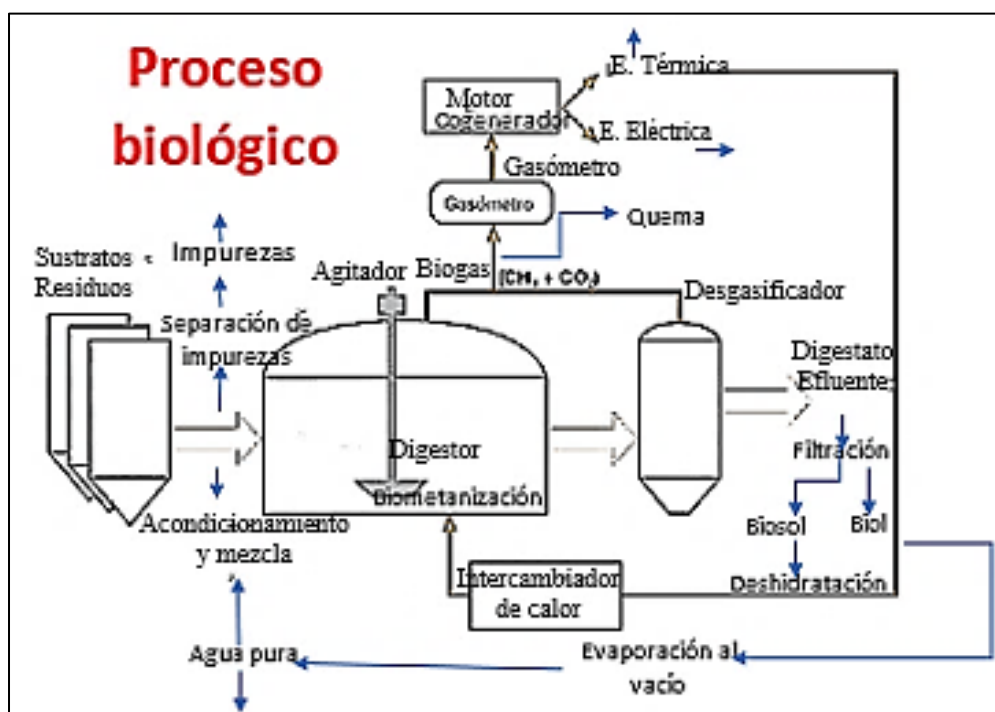 Proceso
biológico
E. Térmica
Motor
Cogenerador
E. Eléctrica
Gasómetro
Gasómetro
Quema
Sustratos
Residuos
Impurezas
Agitador
Biogas
(CH₄ + CO₂)
Desgasificador
Separación de
impurezas
Digestato
Efluente
Digestor
Biometanización
Filtración
Acondicionamiento
y mezcla
Biosol
Biol
Intercambiador
de calor
Deshidratación
Agua pura
Evaporación al
vacío